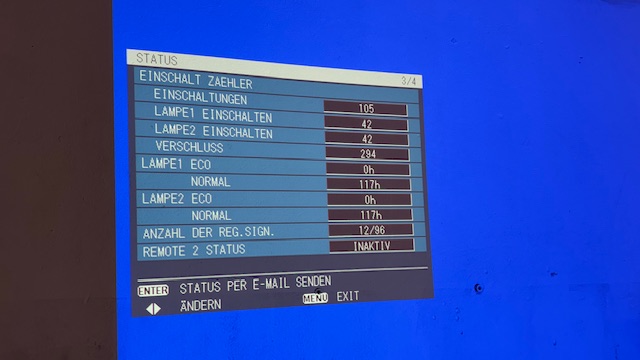 STATUS
EINSCHALT ZAEHLER 3/4
EINSCHALTUNGEN 105
LAMPE1 EINSCHALTEN 42
LAMPE2 EINSCHALTEN 42
VERSCHLUSS 294
LAMPE1 ECO 0h
NORMAL 117h
LAMPE2 ECO 0h
NORMAL 117h
ANZAHL DER REG.SIGN. 12/96
REMOTE 2 STATUS INAKTIV
ENTER STATUS PER E-MAIL SENDEN
ÄNDERN MENU EXIT